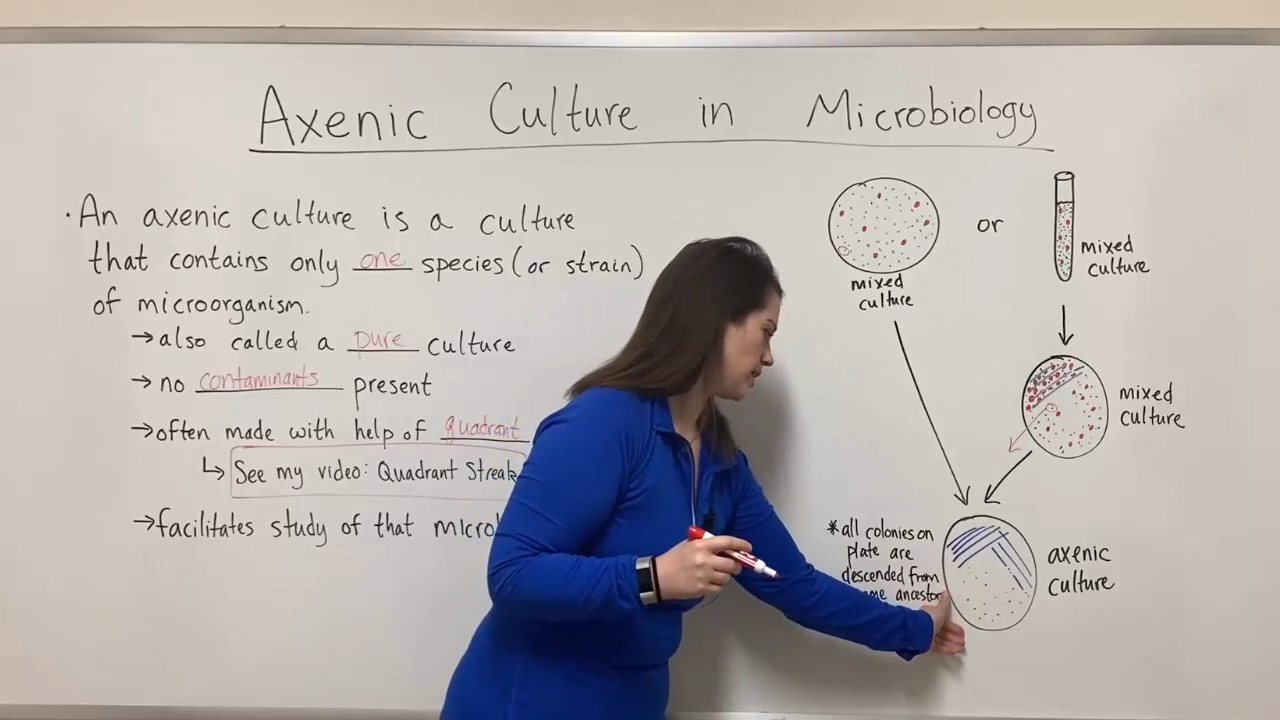 Axenic Culture in Microbiology
· An axenic culture is a culture
that contains only one species (or strain)
of microorganism.
→ also called a pure culture
→ no contaminants present
→ often made with help of quadrant
↳ See my video: Quadrant Streak
→ facilitates study of that
mixed
culture
or
mixed
culture
mixed
culture
*all colonies on
plate are
descended from
ancestor
axenic
culture